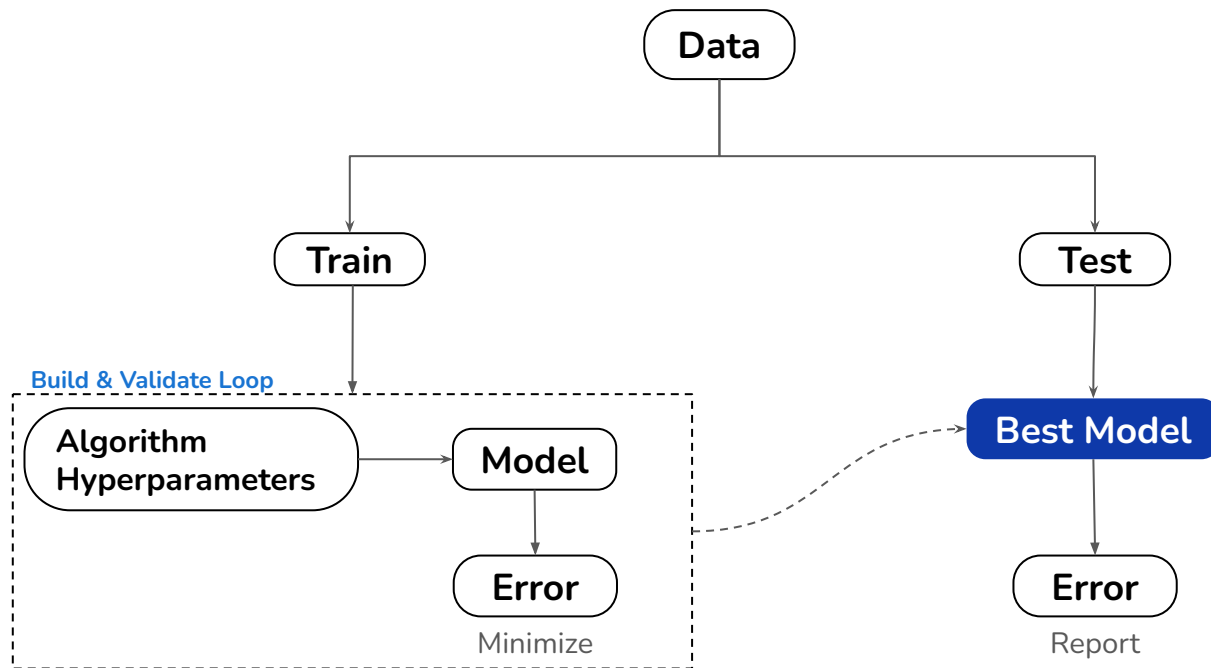 Data
Train
Test
Build & Validate Loop
Algorithm
Hyperparameters
Model
Best Model
Error
Minimize
Error
Report